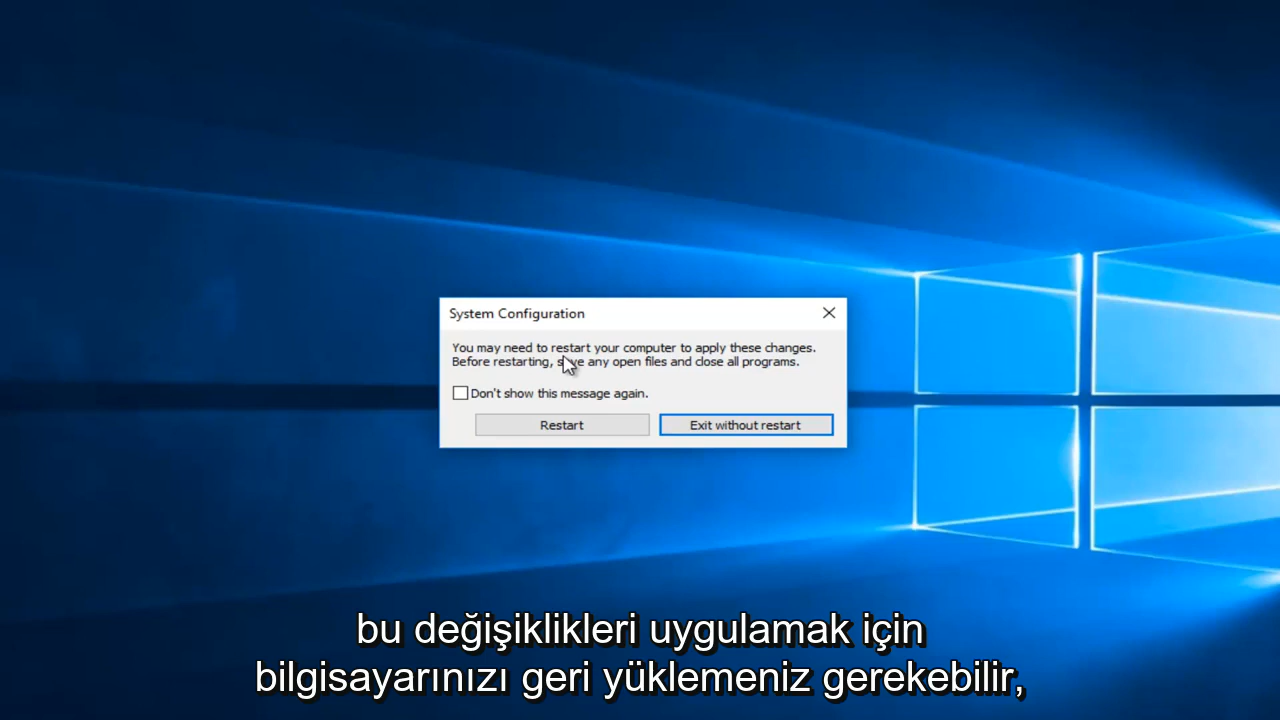 System Configuration
You may need to restart your computer to apply these changes.
Before restarting, save any open files and close all programs.
Don't show this message again.
Restart
Exit without restart
bu değişiklikleri uygulamak için
bilgisayarınızı geri yüklemeniz gerekebilir,